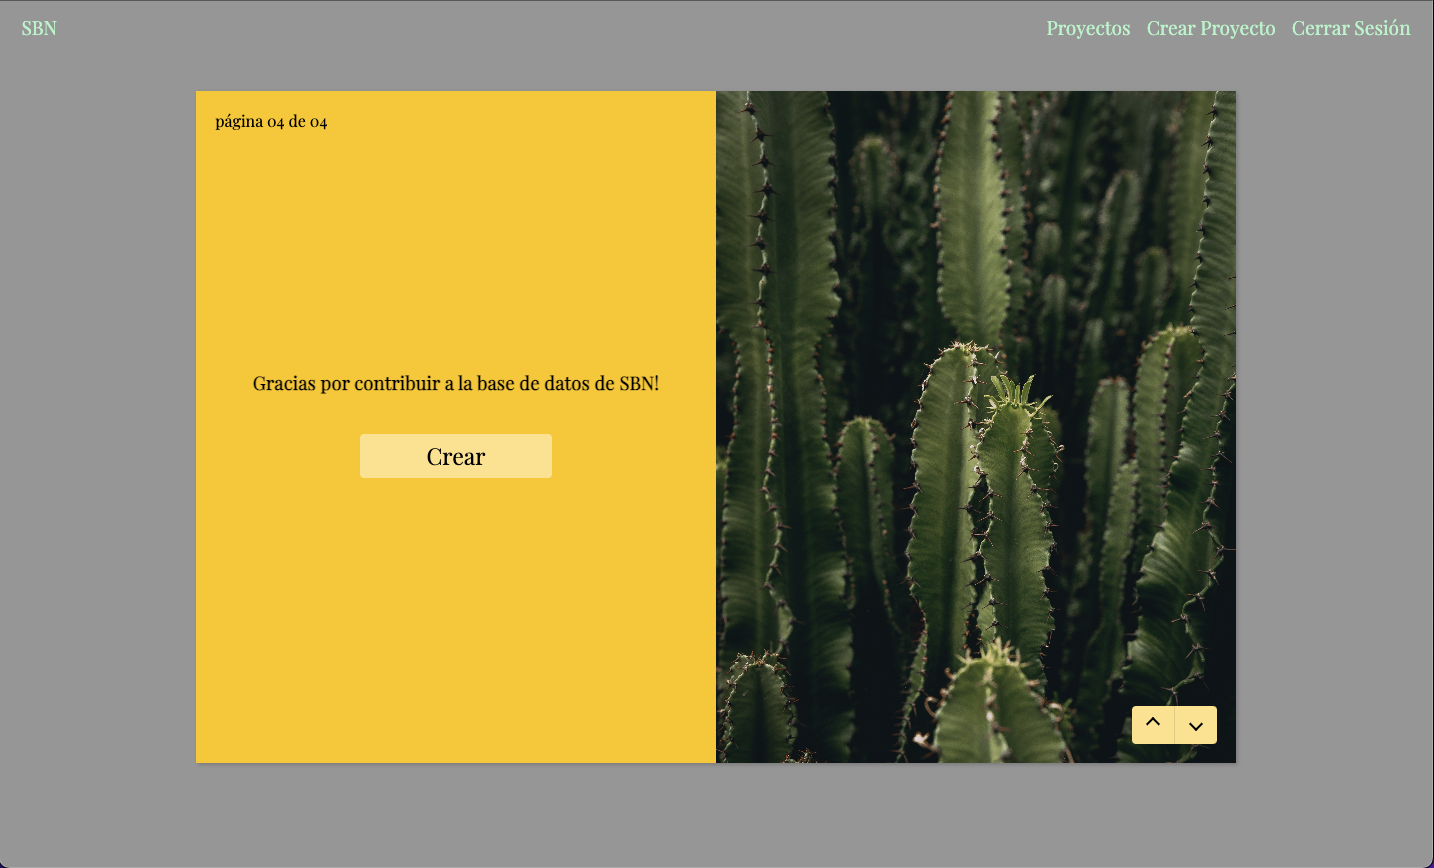 SBN
Proyectos Crear Proyecto Cerrar Sesión
página 04 de 04
Gracias por contribuir a la base de datos de SBN!
Crear